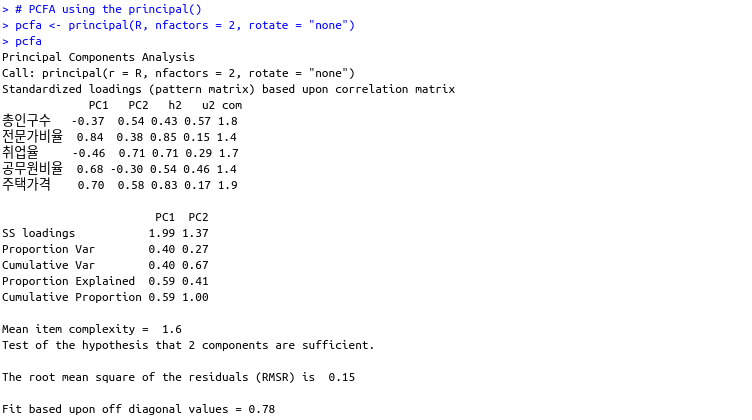 > # PCFA using the principal()
> pcfa <- principal(R, nfactors = 2, rotate = "none")
> pcfa
Principal Components Analysis
Call: principal(r = R, nfactors = 2, rotate = "none")
Standardized loadings (pattern matrix) based upon correlation matrix
PC1 PC2 h2 u2 com
총인구수 -0.37 0.54 0.43 0.57 1.8
전문가비율 0.84 0.38 0.85 0.15 1.4
취업율 -0.46 0.71 0.71 0.29 1.7
공무원비율 0.68 -0.30 0.54 0.46 1.4
주택가격 0.70 0.58 0.83 0.17 1.9
PC1 PC2
SS loadings 1.99 1.37
Proportion Var 0.40 0.27
Cumulative Var 0.40 0.67
Proportion Explained 0.59 0.41
Cumulative Proportion 0.59 1.00
Mean item complexity = 1.6
Test of the hypothesis that 2 components are sufficient.
The root mean square of the residuals (RMSR) is 0.15
Fit based upon off diagonal values = 0.78